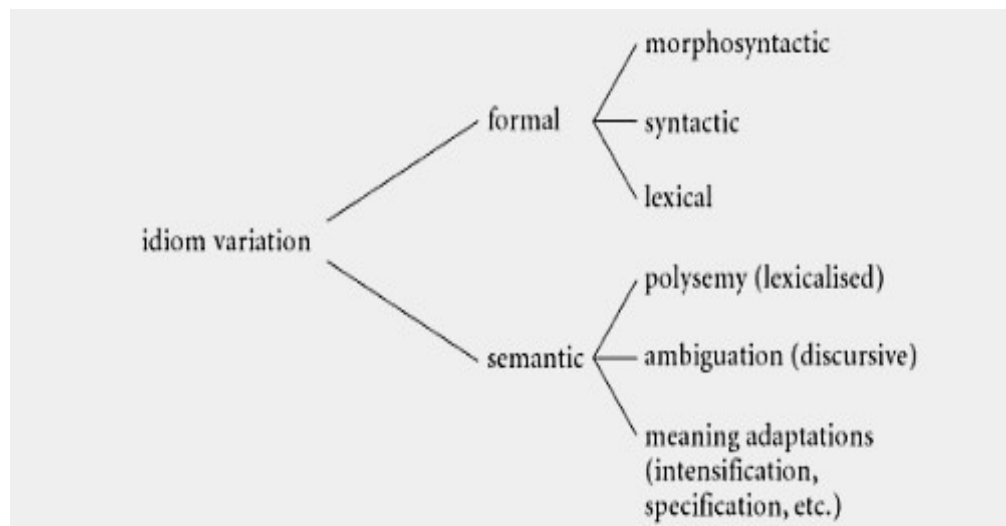 morphosyntactic
formal
syntactic
lexical
idiom variation
polysemy (lexicalised)
semantic
ambiguation (discursive)
meaning adaptations
(intensification,
specification, etc.)